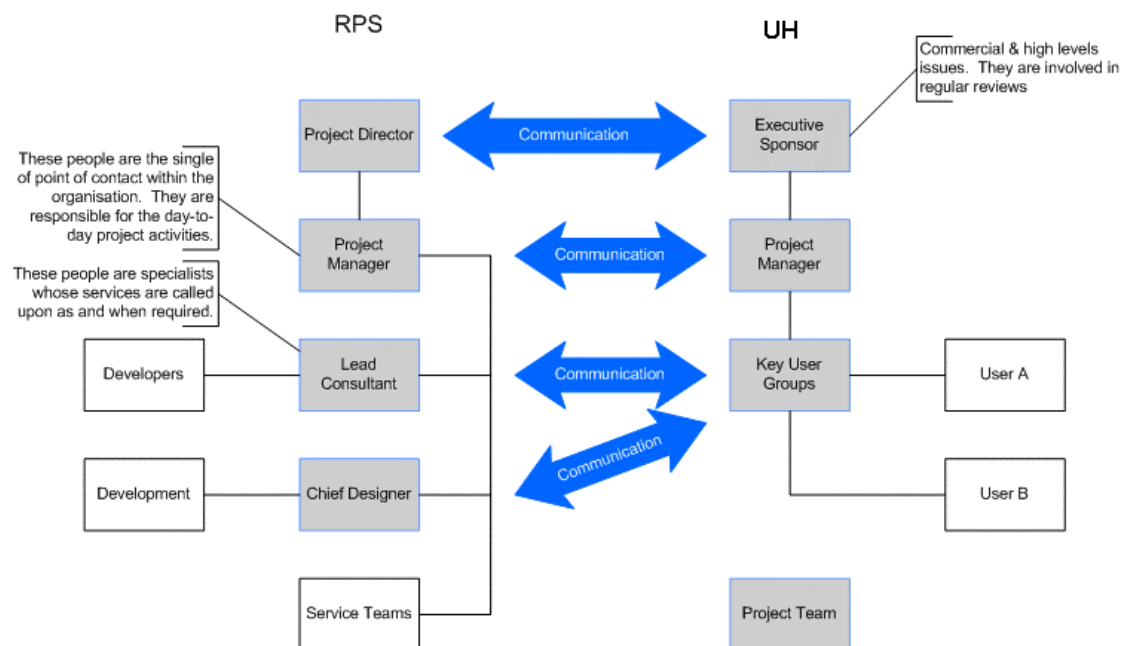 RPS
UH
Commercial & high levels
issues. They are involved in
regular reviews
Project Director
Communication
Executive
Sponsor
These people are the single
of point of contact within the
organisation. They are
responsible for the day-to-
day project activities.
Project
Manager
Communication
Project
Manager
These people are specialists
whose services are called
upon as and when required.
Developers
Lead
Consultant
Communication
Key User
Groups
User A
Communication
Development
Chief Designer
User B
Service Teams
Project Team